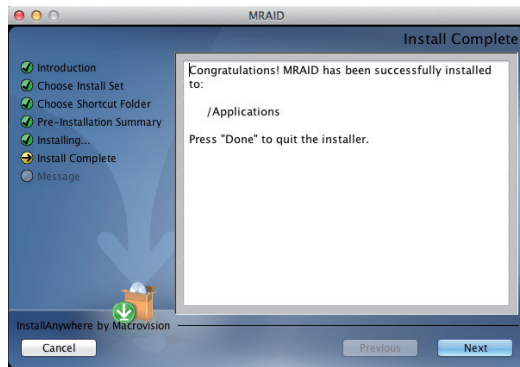 MRAID
Install Complete
Introduction
Choose Install Set
Choose Shortcut Folder
Pre-Installation Summary
Installing...
Install Complete
Message
Congratulations! MRAID has been successfully installed
to:
/Applications
Press "Done" to quit the installer.
InstallAnywhere by Macrovision
Cancel
Previous
Next